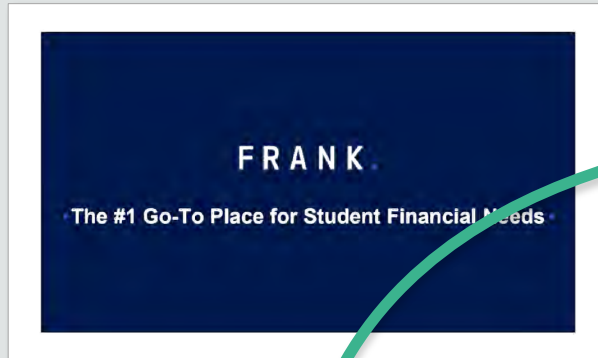 FRANK.
The #1 Go-To Place for Student Financial Needs